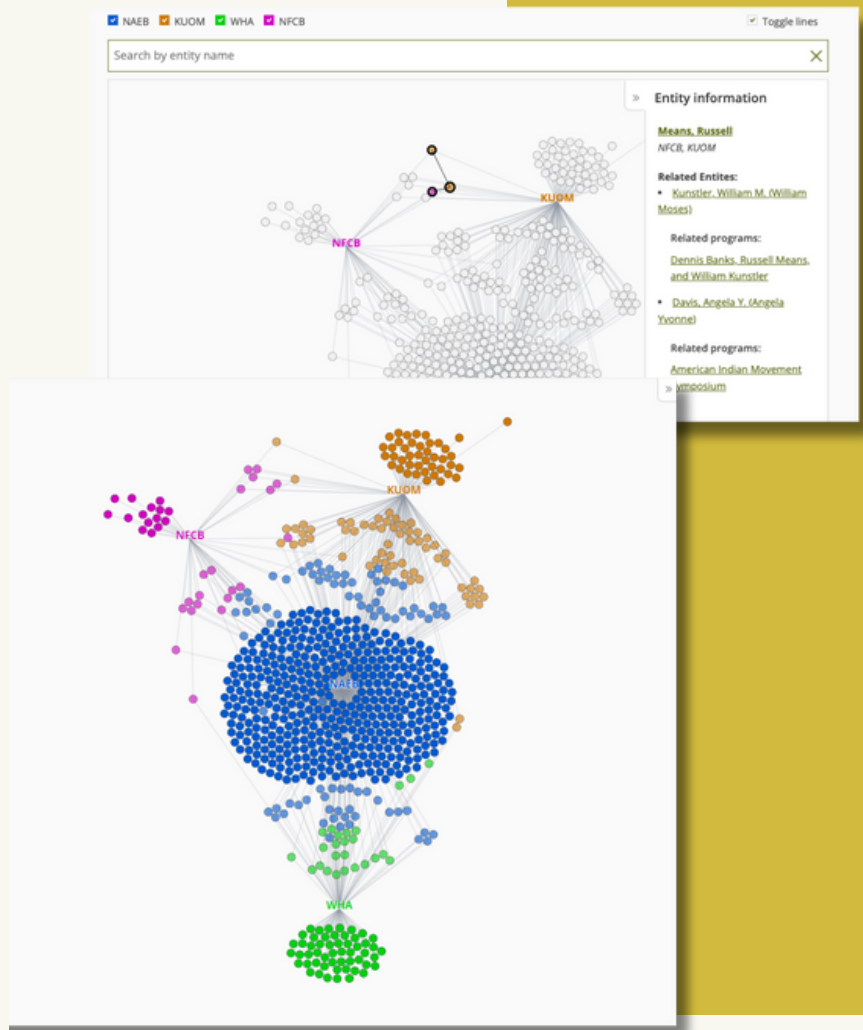 NAEB KUOM WHA NFCB
Toggle lines
Search by entity name
» Entity information
Means, Russell
NFCB, KUOM
Related Entites:
• Kunstler, William M. (William
Moses)
Related programs:
Dennis Banks, Russell Means,
and William Kunstler
• Davis, Angela Y. (Angela
Yvonne)
Related programs:
American Indian Movement
ymposium
KUOM
NFCB
»
KUOM
NFCB
NAEB
WHA